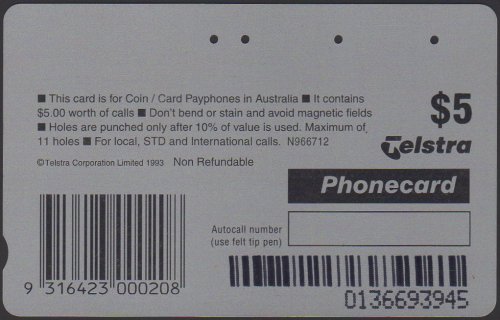 ■ This card is for Coin / Card Payphones in Australia ■ It contains
$5.00 worth of calls ■ Don't bend or stain and avoid magnetic fields
■ Holes are punched only after 10% of value is used. Maximum of
11 holes ■ For local, STD and International calls. N966712
©Telstra Corporation Limited 1993 Non Refundable
$5
Telstra
Phonecard
Autocall number
(use felt tip pen)
9 316423 000208
0136693945